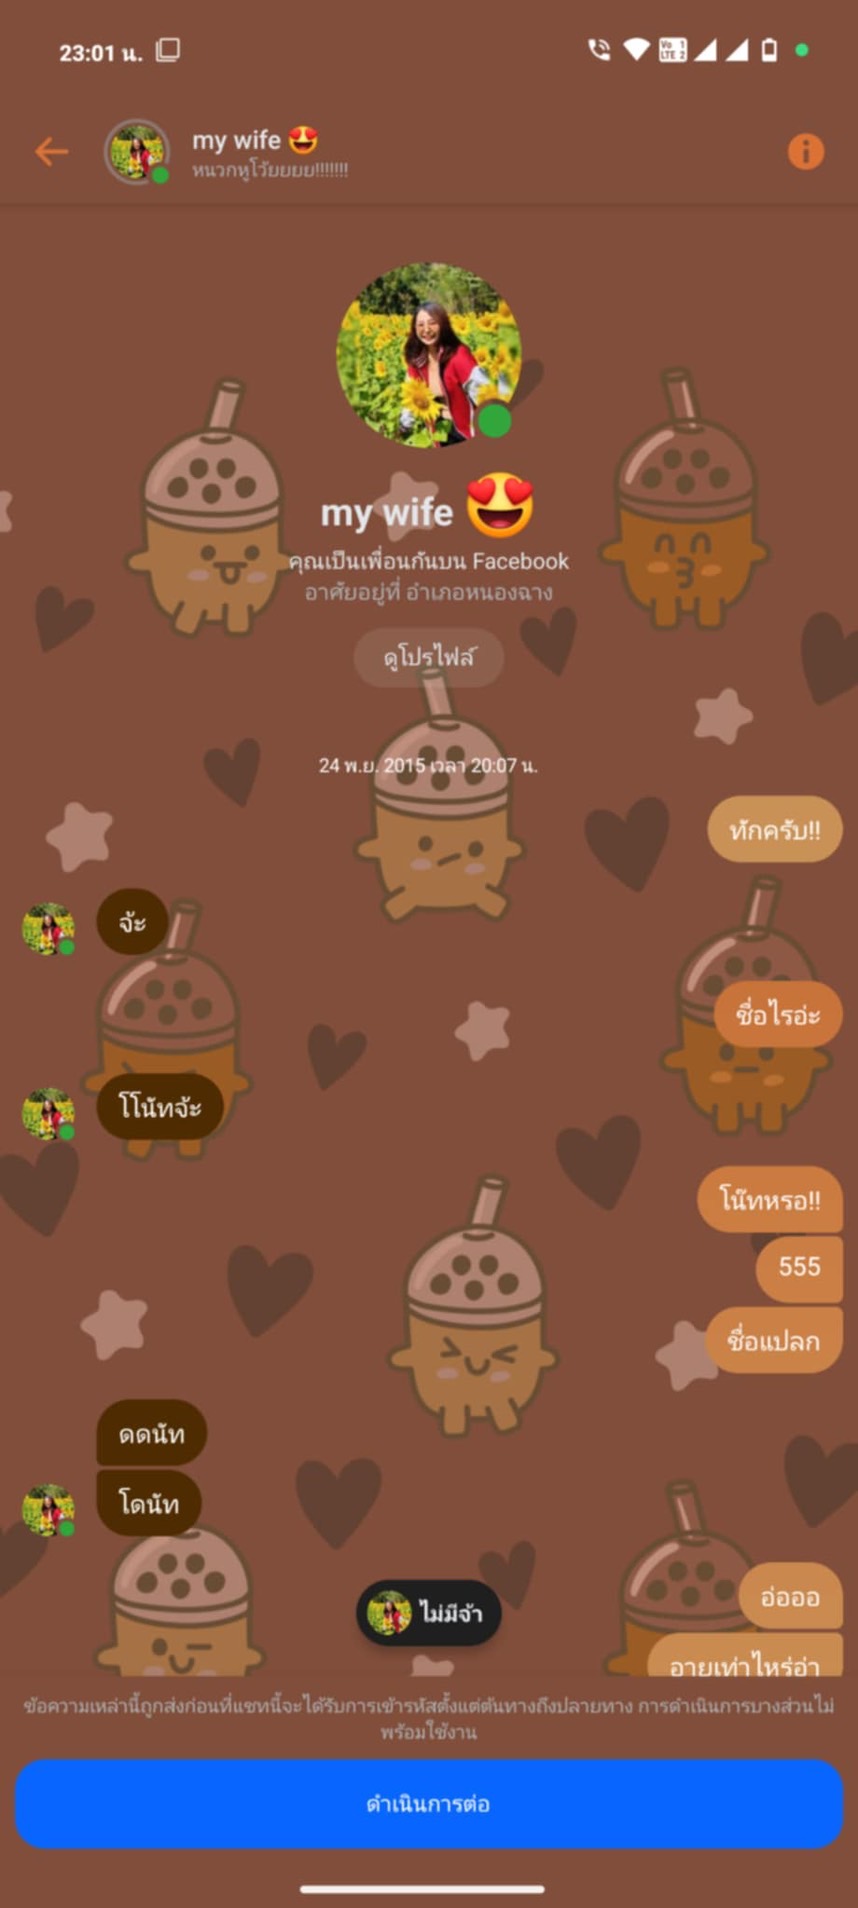 23:01 น.
Vo 1
LTE 2
my wife 😍
หนวกหูโว้ยยยย!!!!!!!
my wife 😍
คุณเป็นเพื่อนกันบน Facebook
อาศัยอยู่ที่ อำเภอหนองฉาง
ดูโปรไฟล์
24 พ.ย. 2015 เวลา 20:07 น.
ทักครับ!!
จ้ะ
ชื่อไรอ่ะ
โโน้ทจ้ะ
โน๊ทหรอ!!
555
ชื่อแปลก
ดดนัท
โดนัท
อ่อออ
ไม่มีจ้า
อายุเท่าไหร่อ่า
ข้อความเหล่านี้ถูกส่งก่อนที่แชทนี้จะได้รับการเข้ารหัสตั้งแต่ต้นทางถึงปลายทาง การดำเนินการบางส่วนไม่
พร้อมใช้งาน
ดำเนินการต่อ